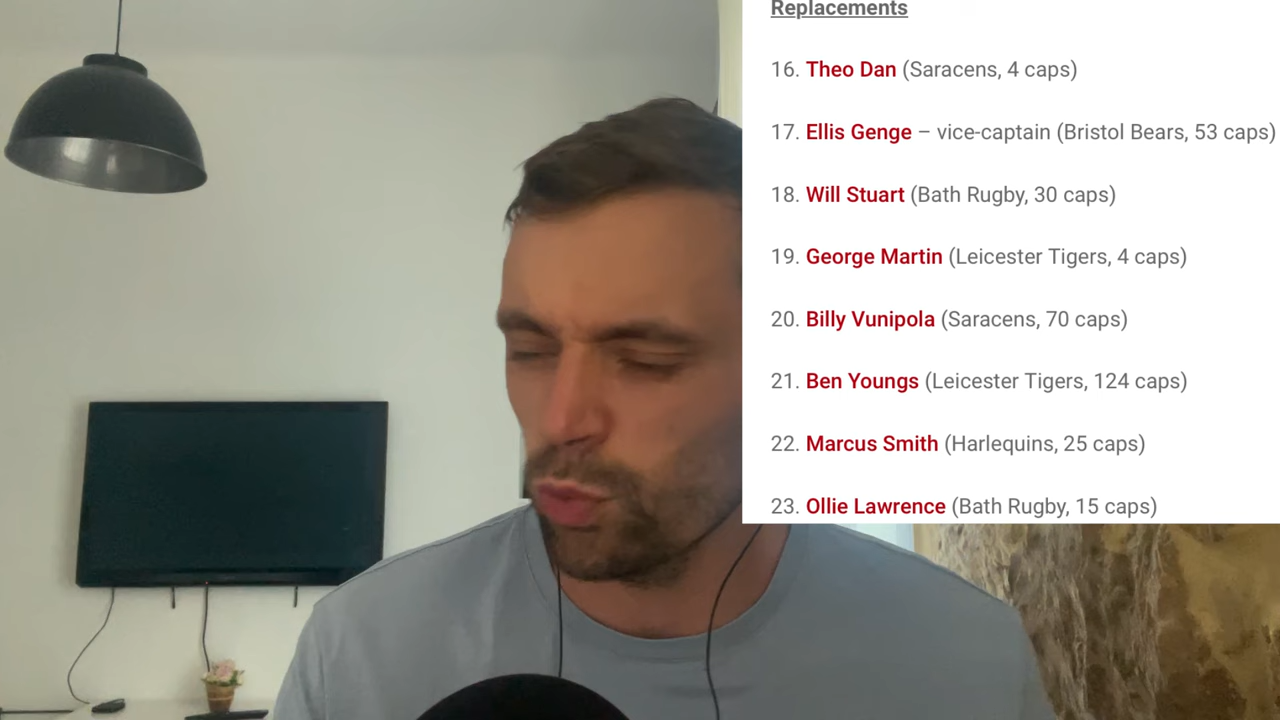 Replacements
16. Theo Dan (Saracens, 4 caps)
17. Ellis Genge – vice-captain (Bristol Bears, 53 caps)
18. Will Stuart (Bath Rugby, 30 caps)
19. George Martin (Leicester Tigers, 4 caps)
20. Billy Vunipola (Saracens, 70 caps)
21. Ben Youngs (Leicester Tigers, 124 caps)
22. Marcus Smith (Harlequins, 25 caps)
23. Ollie Lawrence (Bath Rugby, 15 caps)